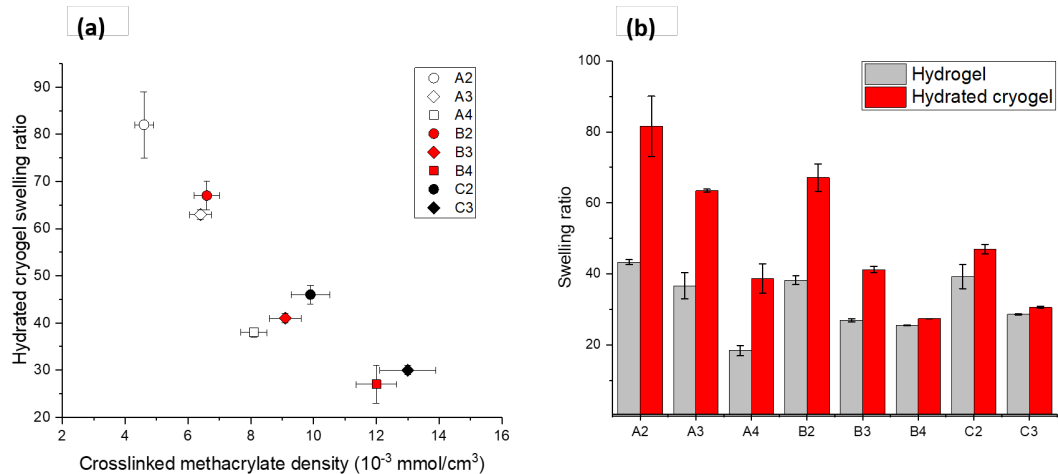 (a)
Hydrated cryogel swelling ratio
90
80
70
60
50
40
30
20
2
4
6
8
10
12
14
16
Crosslinked methacrylate density (10⁻³ mmol/cm³)
A2
A3
A4
B2
B3
B4
C2
C3
(b)
Swelling ratio
100
80
60
40
20
Hydrogel
Hydrated cryogel
A2
A3
A4
B2
B3
B4
C2
C3